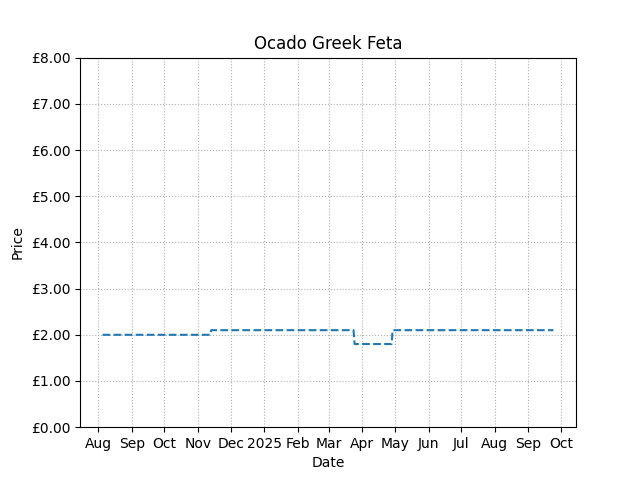 Ocado Greek Feta
£8.00
£7.00
£6.00
£5.00
£4.00
£3.00
£2.00
£1.00
£0.00
Price
Aug Sep Oct Nov Dec 2025 Feb Mar Apr May Jun Jul Aug Sep Oct
Date